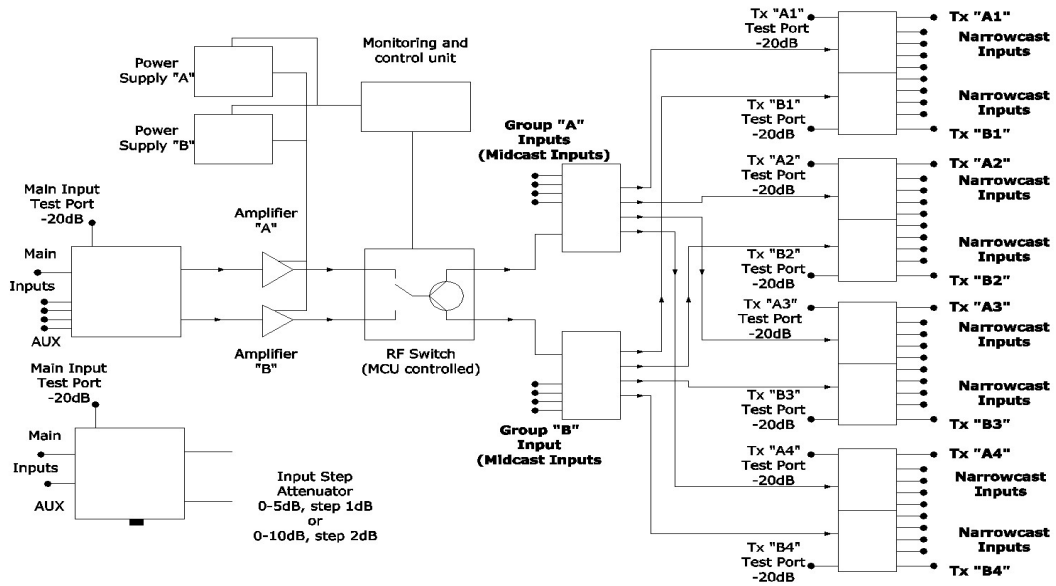 Power
Supply "A"
Power
Supply "B"
Monitoring and
control unit
Main Input
Test Port
-20dB
Main
Inputs
AUX
Amplifier
"A"
Amplifier
"B"
RF Switch
(MCU controlled)
Group "A"
Inputs
(Midcast Inputs)
Group "B"
Input
(Midcast Inputs
Main Input
Test Port
-20dB
Main
Inputs
AUX
Input Step
Attenuator
0-5dB, step 1dB
or
0-10dB, step 2dB
Tx "A1"
Test Port
-20dB
Tx "B1"
Test Port
-20dB
Tx "A1"
Narrowcast
Inputs
Narrowcast
Inputs
Tx "B1"
Tx "A2"
Test Port
-20dB
Tx "B2"
Test Port
-20dB
Tx "A2"
Narrowcast
Inputs
Narrowcast
Inputs
Tx "B2"
Tx "A3"
Test Port
-20dB
Tx "B3"
Test Port
-20dB
Tx "A3"
Narrowcast
Inputs
Narrowcast
Inputs
Tx "B3"
Tx "A4"
Test Port
-20dB
Tx "B4"
Test Port
-20dB
Tx "A4"
Narrowcast
Inputs
Narrowcast
Inputs
Tx "B4"